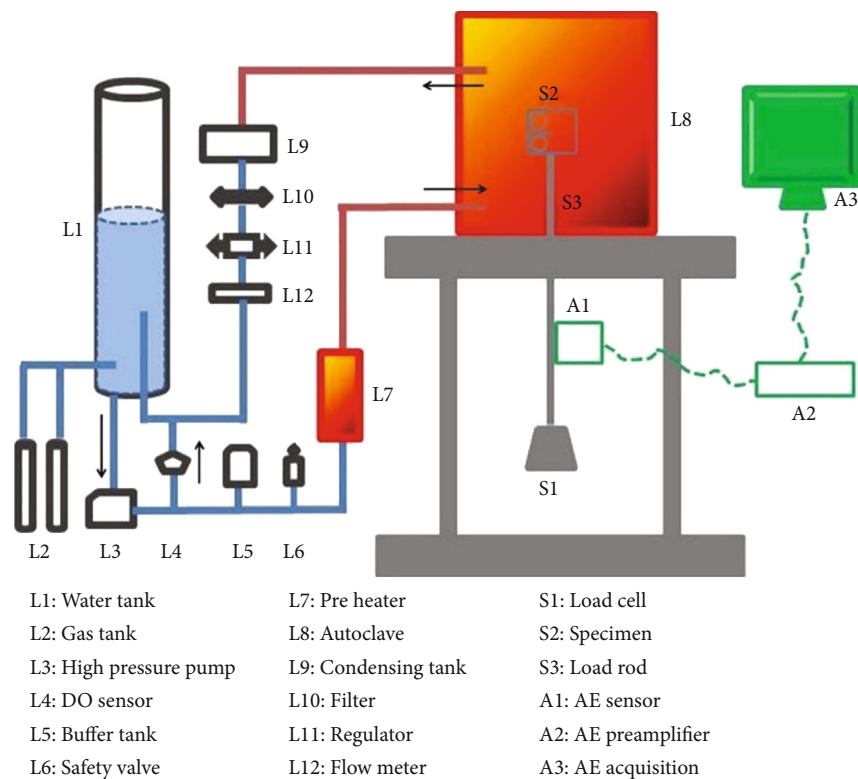 S2
L8
L9
L10
S3
A3
L1
L11
L12
A1
L7
A2
S1
L2
L3
L4
L5
L6
L1: Water tank
L2: Gas tank
L3: High pressure pump
L4: DO sensor
L5: Buffer tank
L6: Safety valve
L7: Pre heater
L8: Autoclave
L9: Condensing tank
L10: Filter
L11: Regulator
L12: Flow meter
S1: Load cell
S2: Specimen
S3: Load rod
A1: AE sensor
A2: AE preamplifier
A3: AE acquisition